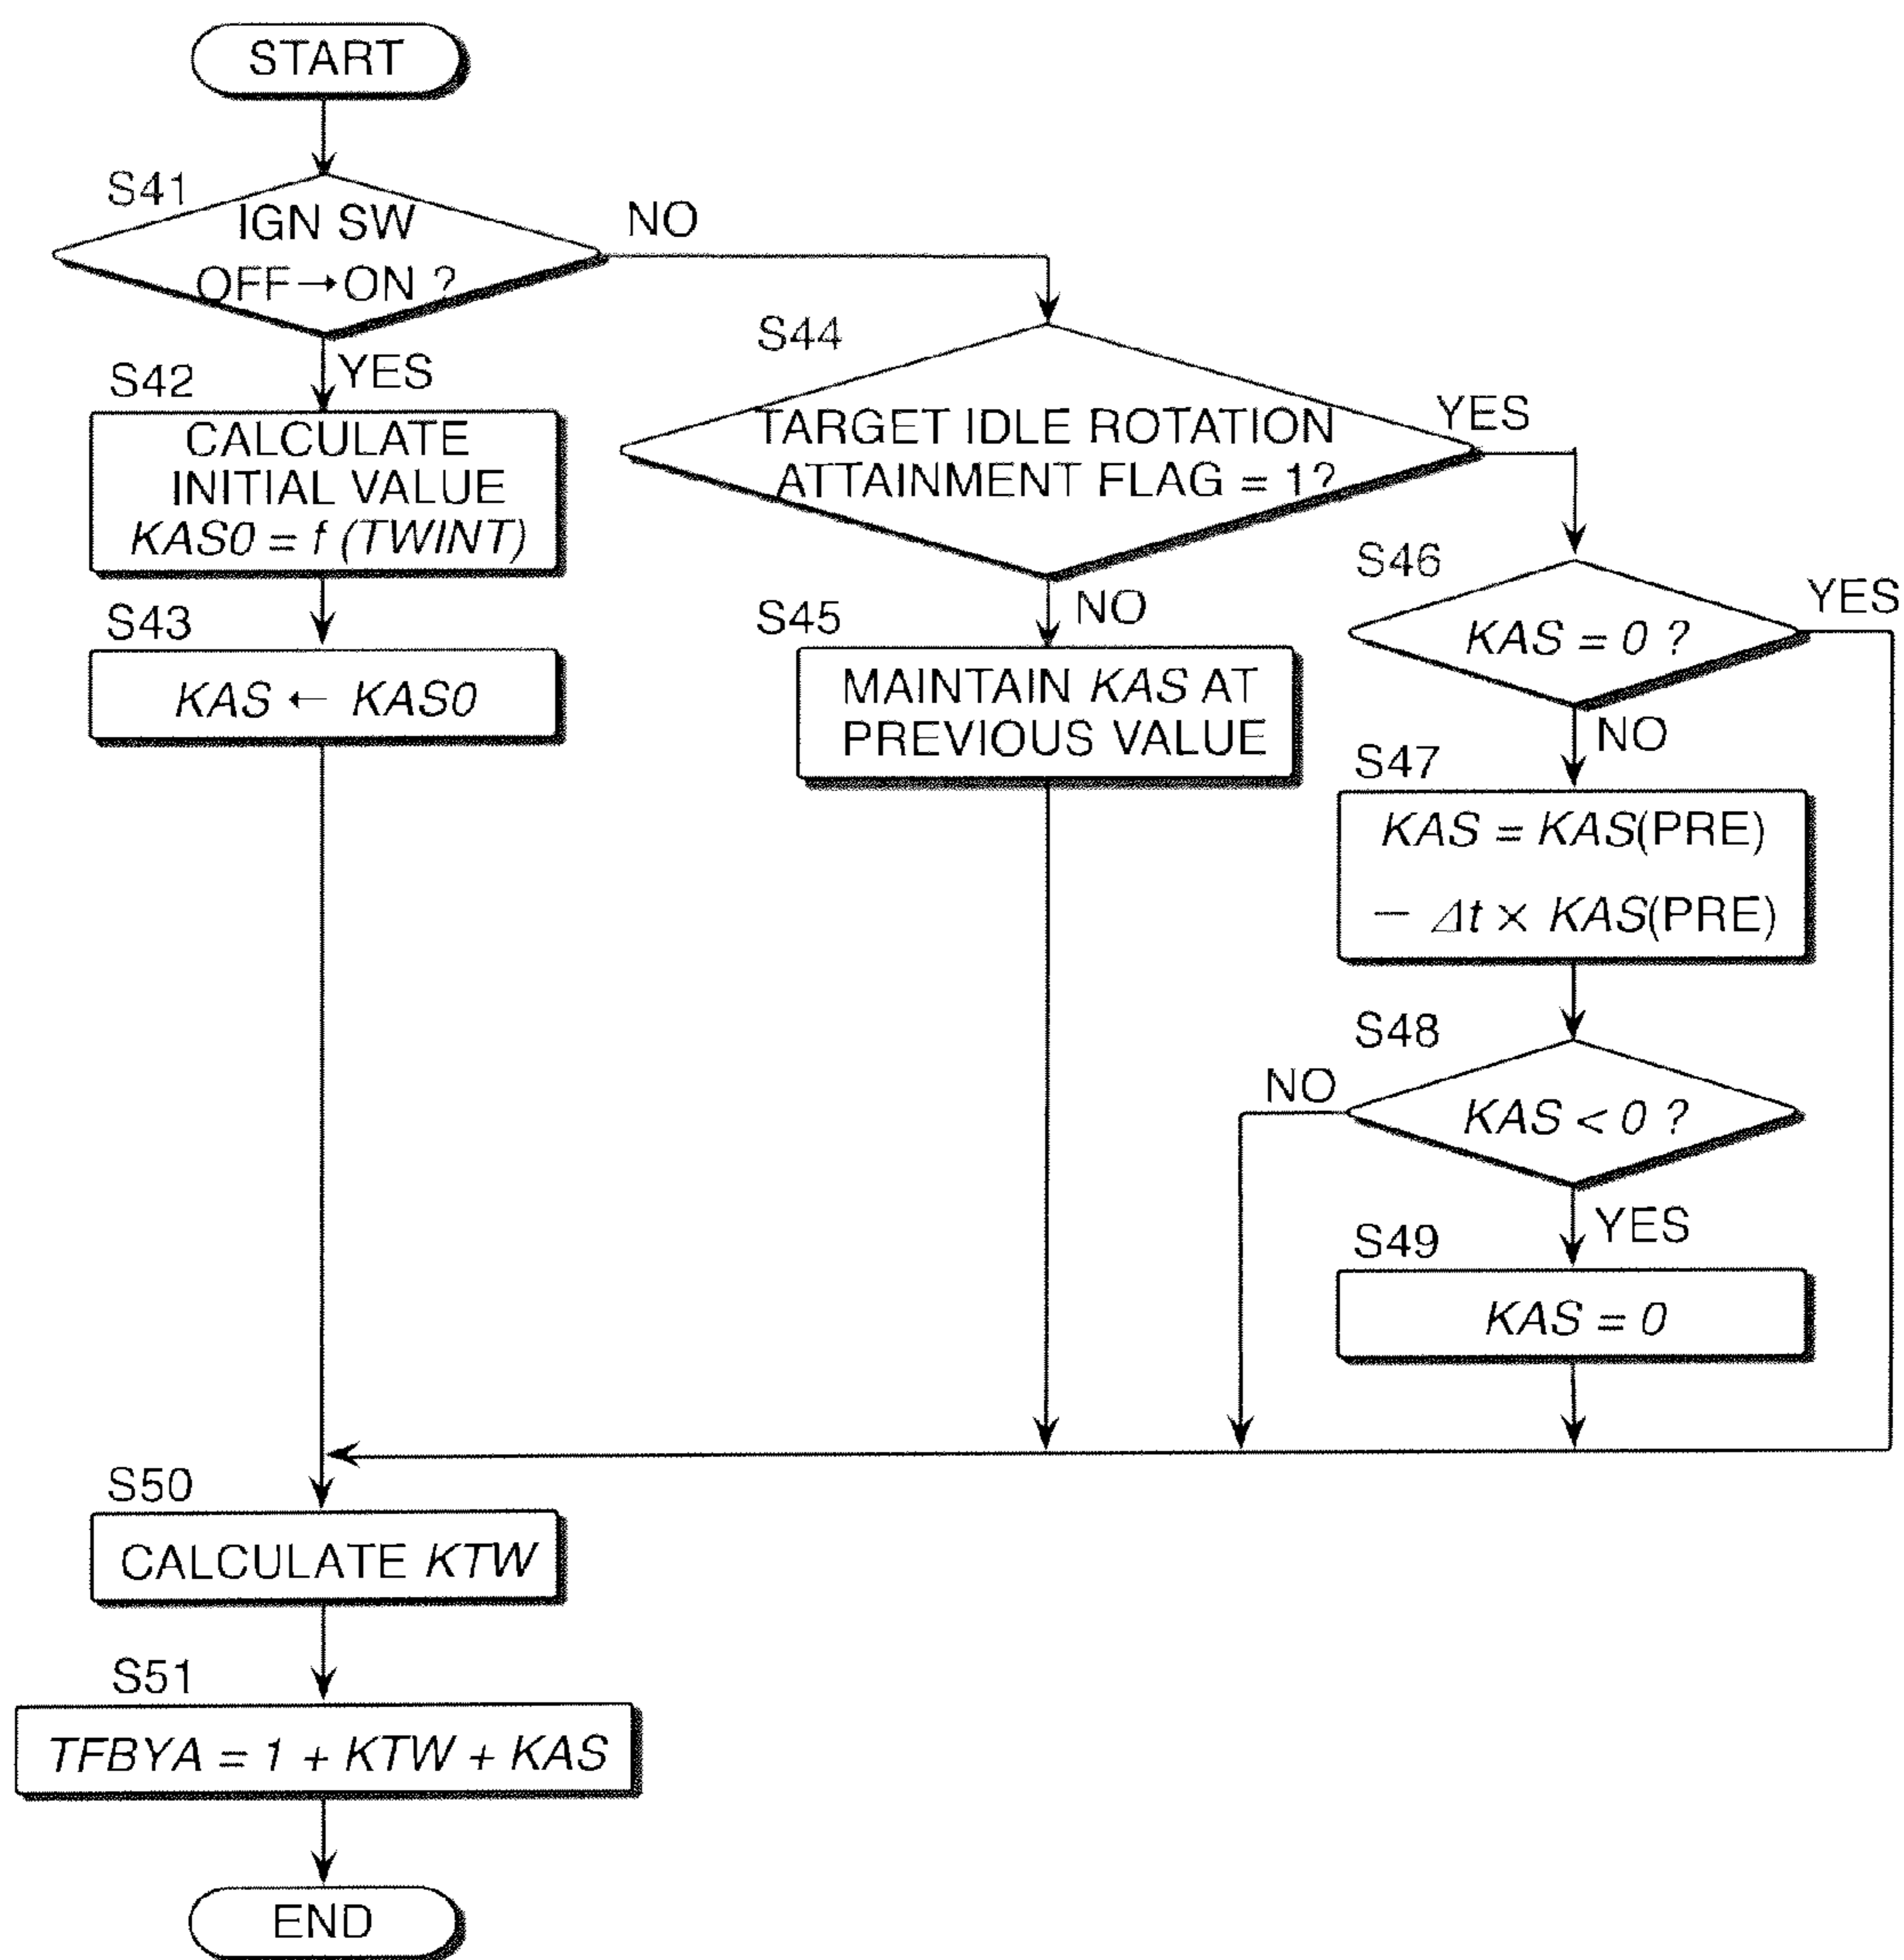 START
S41
IGN SW
OFF→ON ?
NO
YES
S42
CALCULATE
INITIAL VALUE
KAS0 = f (TWINT)
S43
KAS ← KAS0
S44
TARGET IDLE ROTATION
ATTAINMENT FLAG = 1?
YES
NO
S45
MAINTAIN KAS AT
PREVIOUS VALUE
S46
KAS = 0 ?
YES
NO
S47
KAS = KAS(PRE)
— Δt × KAS(PRE)
S48
NO
KAS < 0 ?
YES
S49
KAS = 0
S50
CALCULATE KTW
S51
TFBYA = 1 + KTW + KAS
END